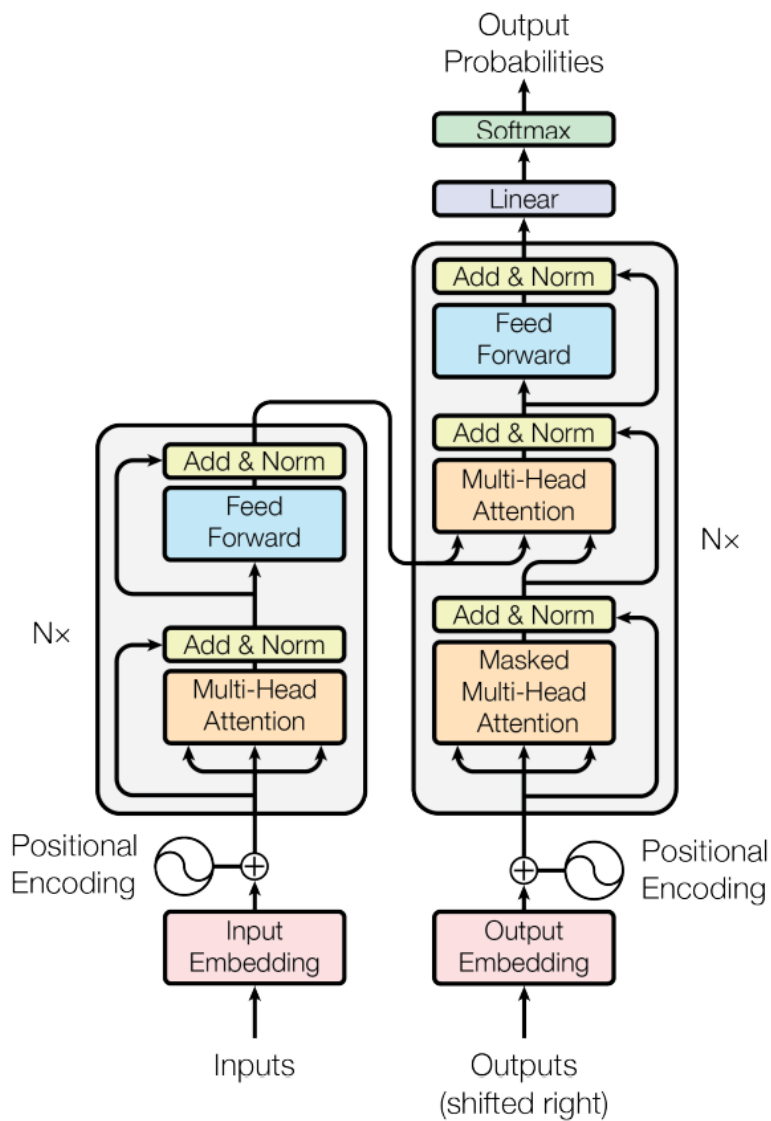 Output
Probabilities
Softmax
Linear
Add & Norm
Feed
Forward
Add & Norm
Multi-Head
Attention
Add & Norm
Masked
Multi-Head
Attention
Nx
Add & Norm
Feed
Forward
Add & Norm
Multi-Head
Attention
Nx
Positional
Encoding
Positional
Encoding
Input
Embedding
Output
Embedding
Inputs
Outputs
(shifted right)